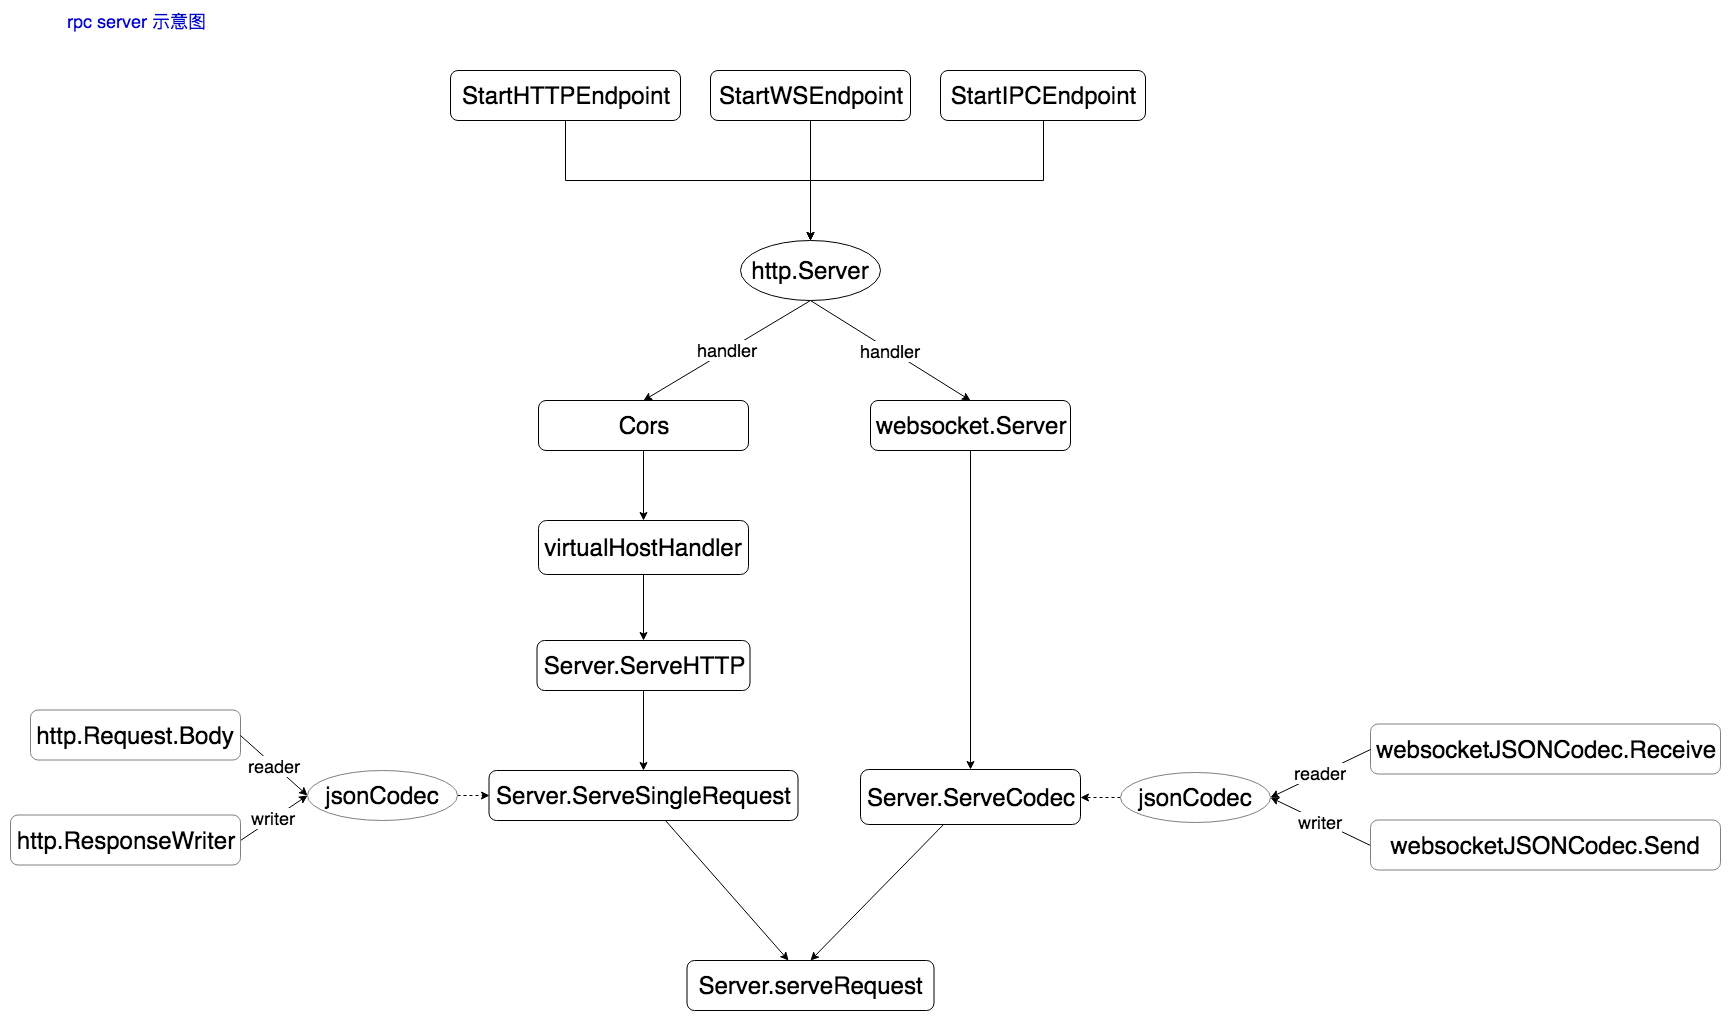 rpc server 示意图
StartHTTPEndpoint
StartWSEndpoint
StartIPCEndpoint
http.Server
handler
handler
Cors
websocket.Server
virtualHostHandler
Server.ServeHTTP
http.Request.Body
reader
http.ResponseWriter
writer
jsonCodec
Server.ServeSingleRequest
Server.ServeCodec
jsonCodec
reader
websocketJSONCodec.Receive
writer
websocketJSONCodec.Send
Server.serveRequest